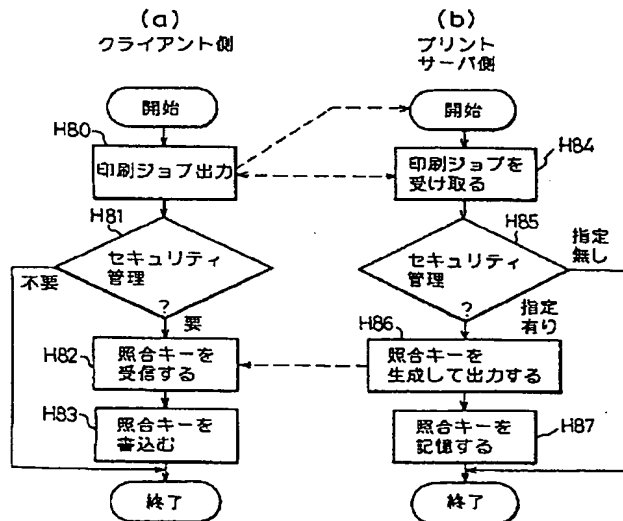 (a)
クライアント側
開始
H80
印刷ジョブ出力
H81
セキュリティ
管理
?
不要
要
H82
照合キーを
受信する
H83
照合キーを
書込む
終了
(b)
プリント
サーバ側
開始
H84
印刷ジョブを
受け取る
H85
セキュリティ
管理
?
指定
無し
指定
有り
H86
照合キーを
生成して出力する
H87
照合キーを
記憶する
終了